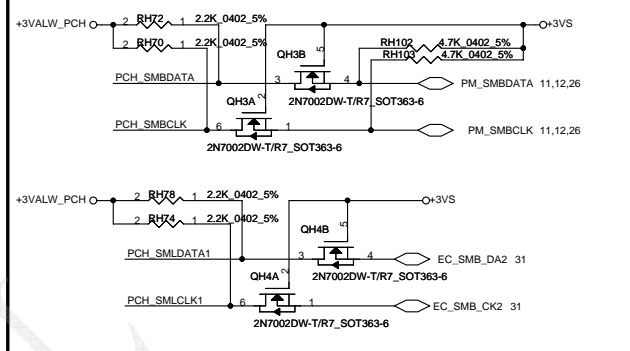 +3VALW_PCH 2 RH72 1 2.2K_0402_5% +3VS
2 RH70 1 2.2K_0402_5%
5
QH3B
RH102 4.7K_0402_5%
RH103 4.7K_0402_5%
PCH_SMBDATA 3 4 PM_SMBDATA 11,12,26
2
QH3A
2N7002DW-T/R7_SOT363-6
PCH_SMBCLK 6 1 PM_SMBCLK 11,12,26
2N7002DW-T/R7_SOT363-6
+3VALW_PCH 2 RH78 1 2.2K_0402_5% +3VS
2 RH74 1 2.2K_0402_5%
5
QH4B
PCH_SMLDATA1 3 4 EC_SMB_DA2 31
2
QH4A
2N7002DW-T/R7_SOT363-6
PCH_SMLCLK1 6 1 EC_SMB_CK2 31
2N7002DW-T/R7_SOT363-6